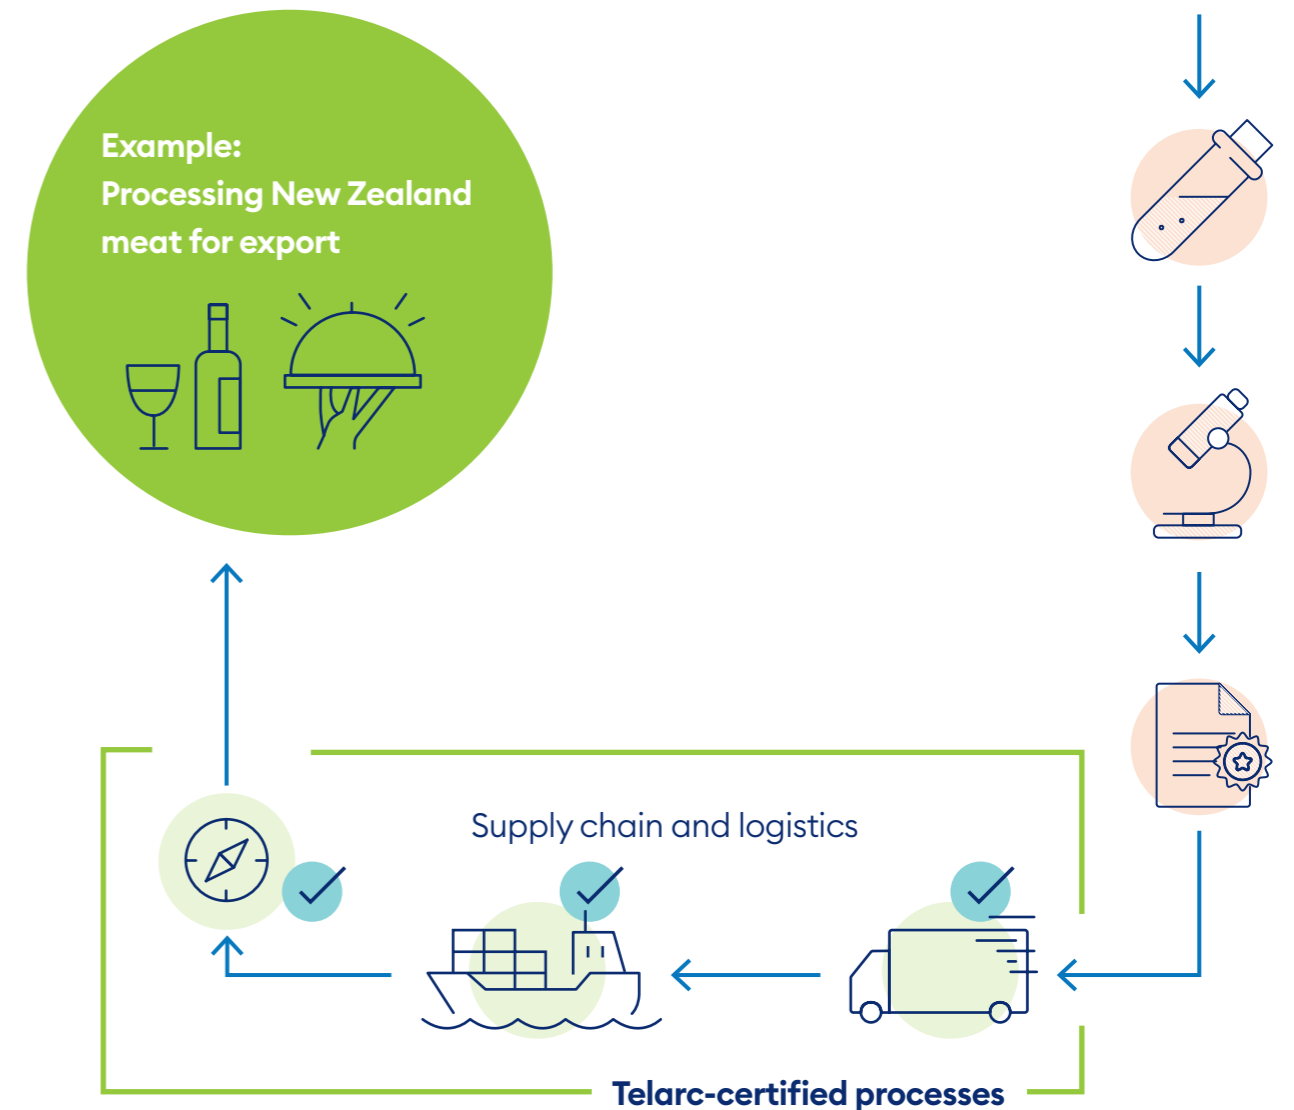 Example:
Processing New Zealand
meat for export
Supply chain and logistics
Telarc-certified processes